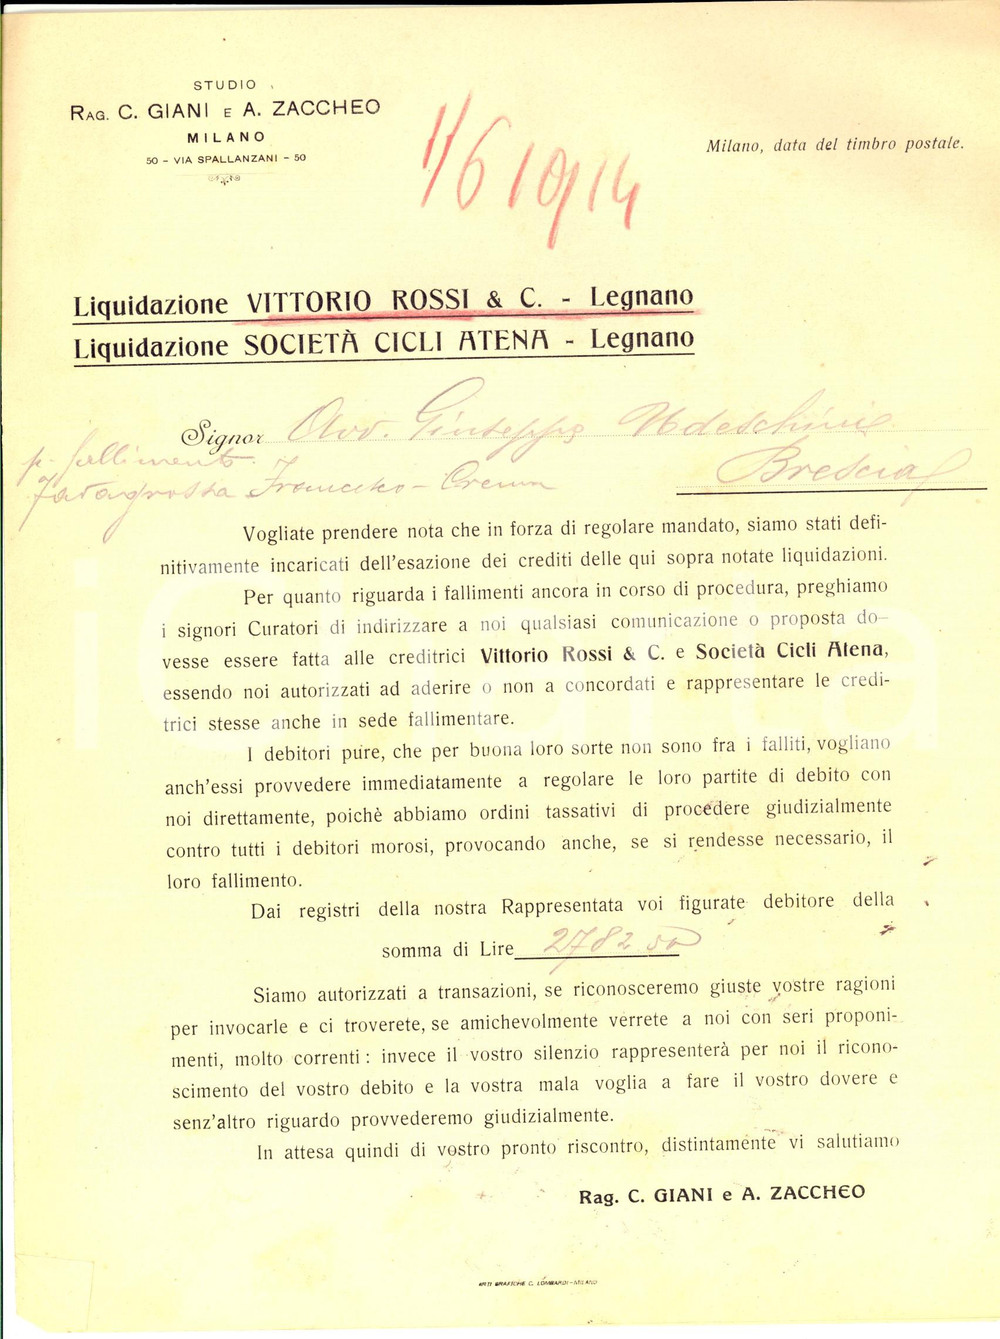 STUDIO
RAG. C. GIANI E A. ZACCHEO
MILANO
50 - VIA SPALLANZANI - 50
Milano, data del timbro postale.
Liquidazione VITTORIO ROSSI & C. - Legnano
Liquidazione SOCIETÀ CICLI ATENA - Legnano
Signor Avv. Giuseppe
p. fallimento
Brescia
Vogliate prendere nota che in forza di regolare mandato, siamo stati defi-
nitivamente incaricati dell'esazione dei crediti delle qui sopra notate liquidazioni.
Per quanto riguarda i fallimenti ancora in corso di procedura, preghiamo
i signori Curatori di indirizzare a noi qualsiasi comunicazione o proposta do-
vesse essere fatta alle creditrici Vittorio Rossi & C. e Società Cicli Atena,
essendo noi autorizzati ad aderire o non a concordati e rappresentare le credi-
trici stesse anche in sede fallimentare.
I debitori pure, che per buona loro sorte non sono fra i falliti, vogliano
anch'essi provvedere immediatamente a regolare le loro partite di debito con
noi direttamente, poichè abbiamo ordini tassativi di procedere giudizialmente
contro tutti i debitori morosi, provocando anche, se si rendesse necessario, il
loro fallimento.
Dai registri della nostra Rappresentata voi figurate debitore della
somma di Lire 2782 50
Siamo autorizzati a transazioni, se riconosceremo giuste vostre ragioni
per invocarle e ci troverete, se amichevolmente verrete a noi con seri proponi-
menti, molto correnti : invece il vostro silenzio rappresenterà per noi il ricono-
scimento del vostro debito e la vostra mala voglia a fare il vostro dovere e
senz'altro riguardo provvederemo giudizialmente.
In attesa quindi di vostro pronto riscontro, distintamente vi salutiamo
Rag. C. GIANI e A. ZACCHEO
ARTI GRAFICHE G. LOMBARDI - MILANO